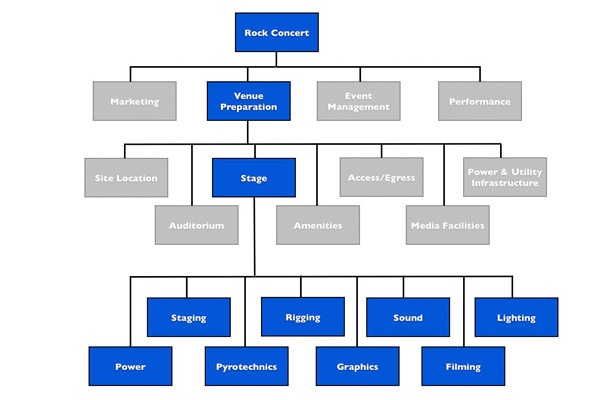 Rock Concert
Marketing
Venue
Preparation
Event
Management
Performance
Site Location
Stage
Access/Egress
Power & Utility
Infrastructure
Auditorium
Amenities
Media Facilities
Staging
Rigging
Sound
Lighting
Power
Pyrotechnics
Graphics
Filming